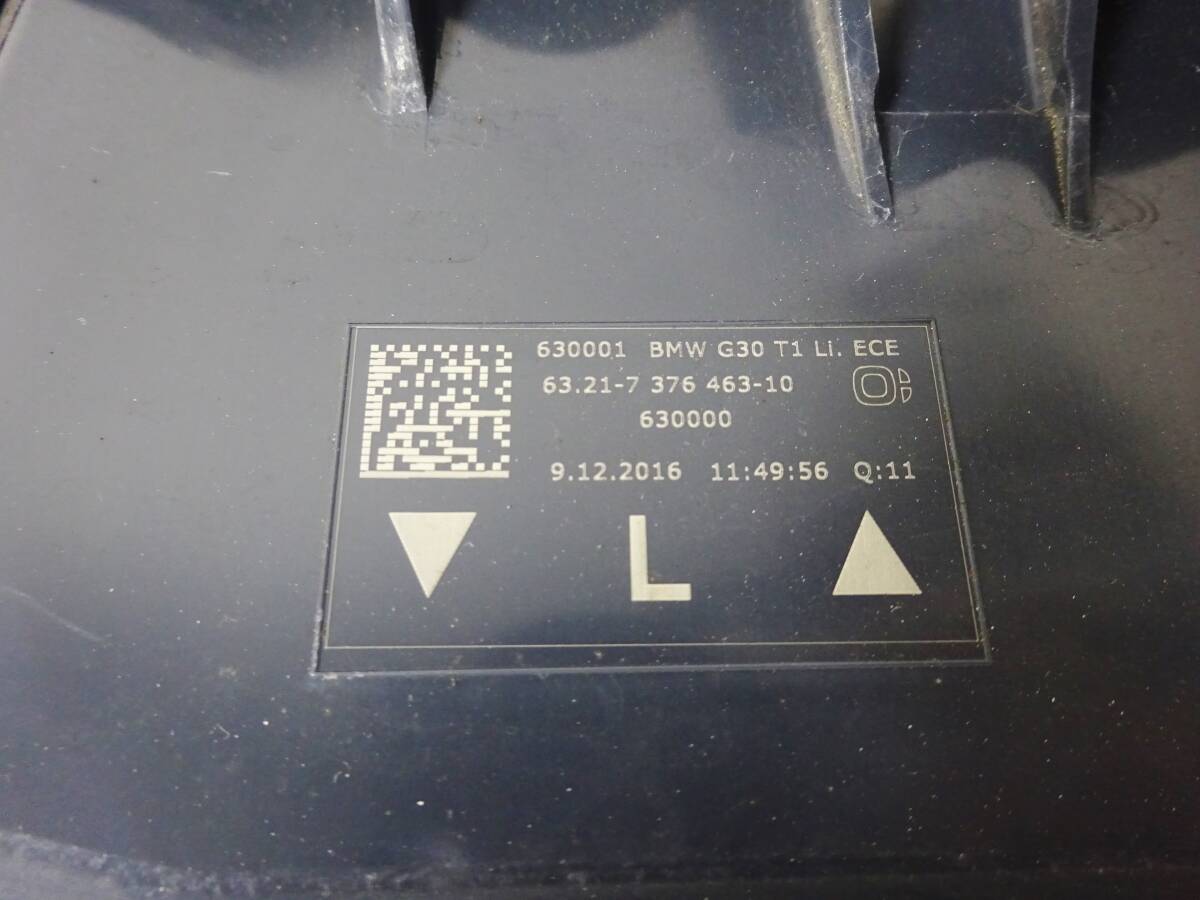 630001 BMW G30 T1 Li. ECE
63.21-7 376 463-10
630000
9.12.2016 11:49:56 Q:11
L